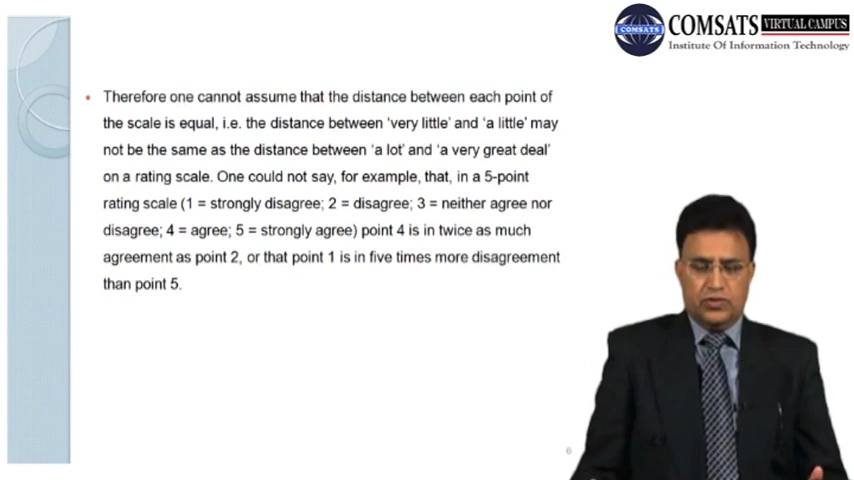 COMSATS VIRTUAL CAMPUS
COMSATS
Institute Of Information Technology
Therefore one cannot assume that the distance between each point of
the scale is equal, i.e. the distance between 'very little' and 'a little' may
not be the same as the distance between 'a lot' and 'a very great deal'
on a rating scale. One could not say, for example, that, in a 5-point
rating scale (1 = strongly disagree; 2 = disagree; 3 = neither agree nor
disagree; 4 = agree; 5 = strongly agree) point 4 is in twice as much
agreement as point 2, or that point 1 is in five times more disagreement
than point 5.
6